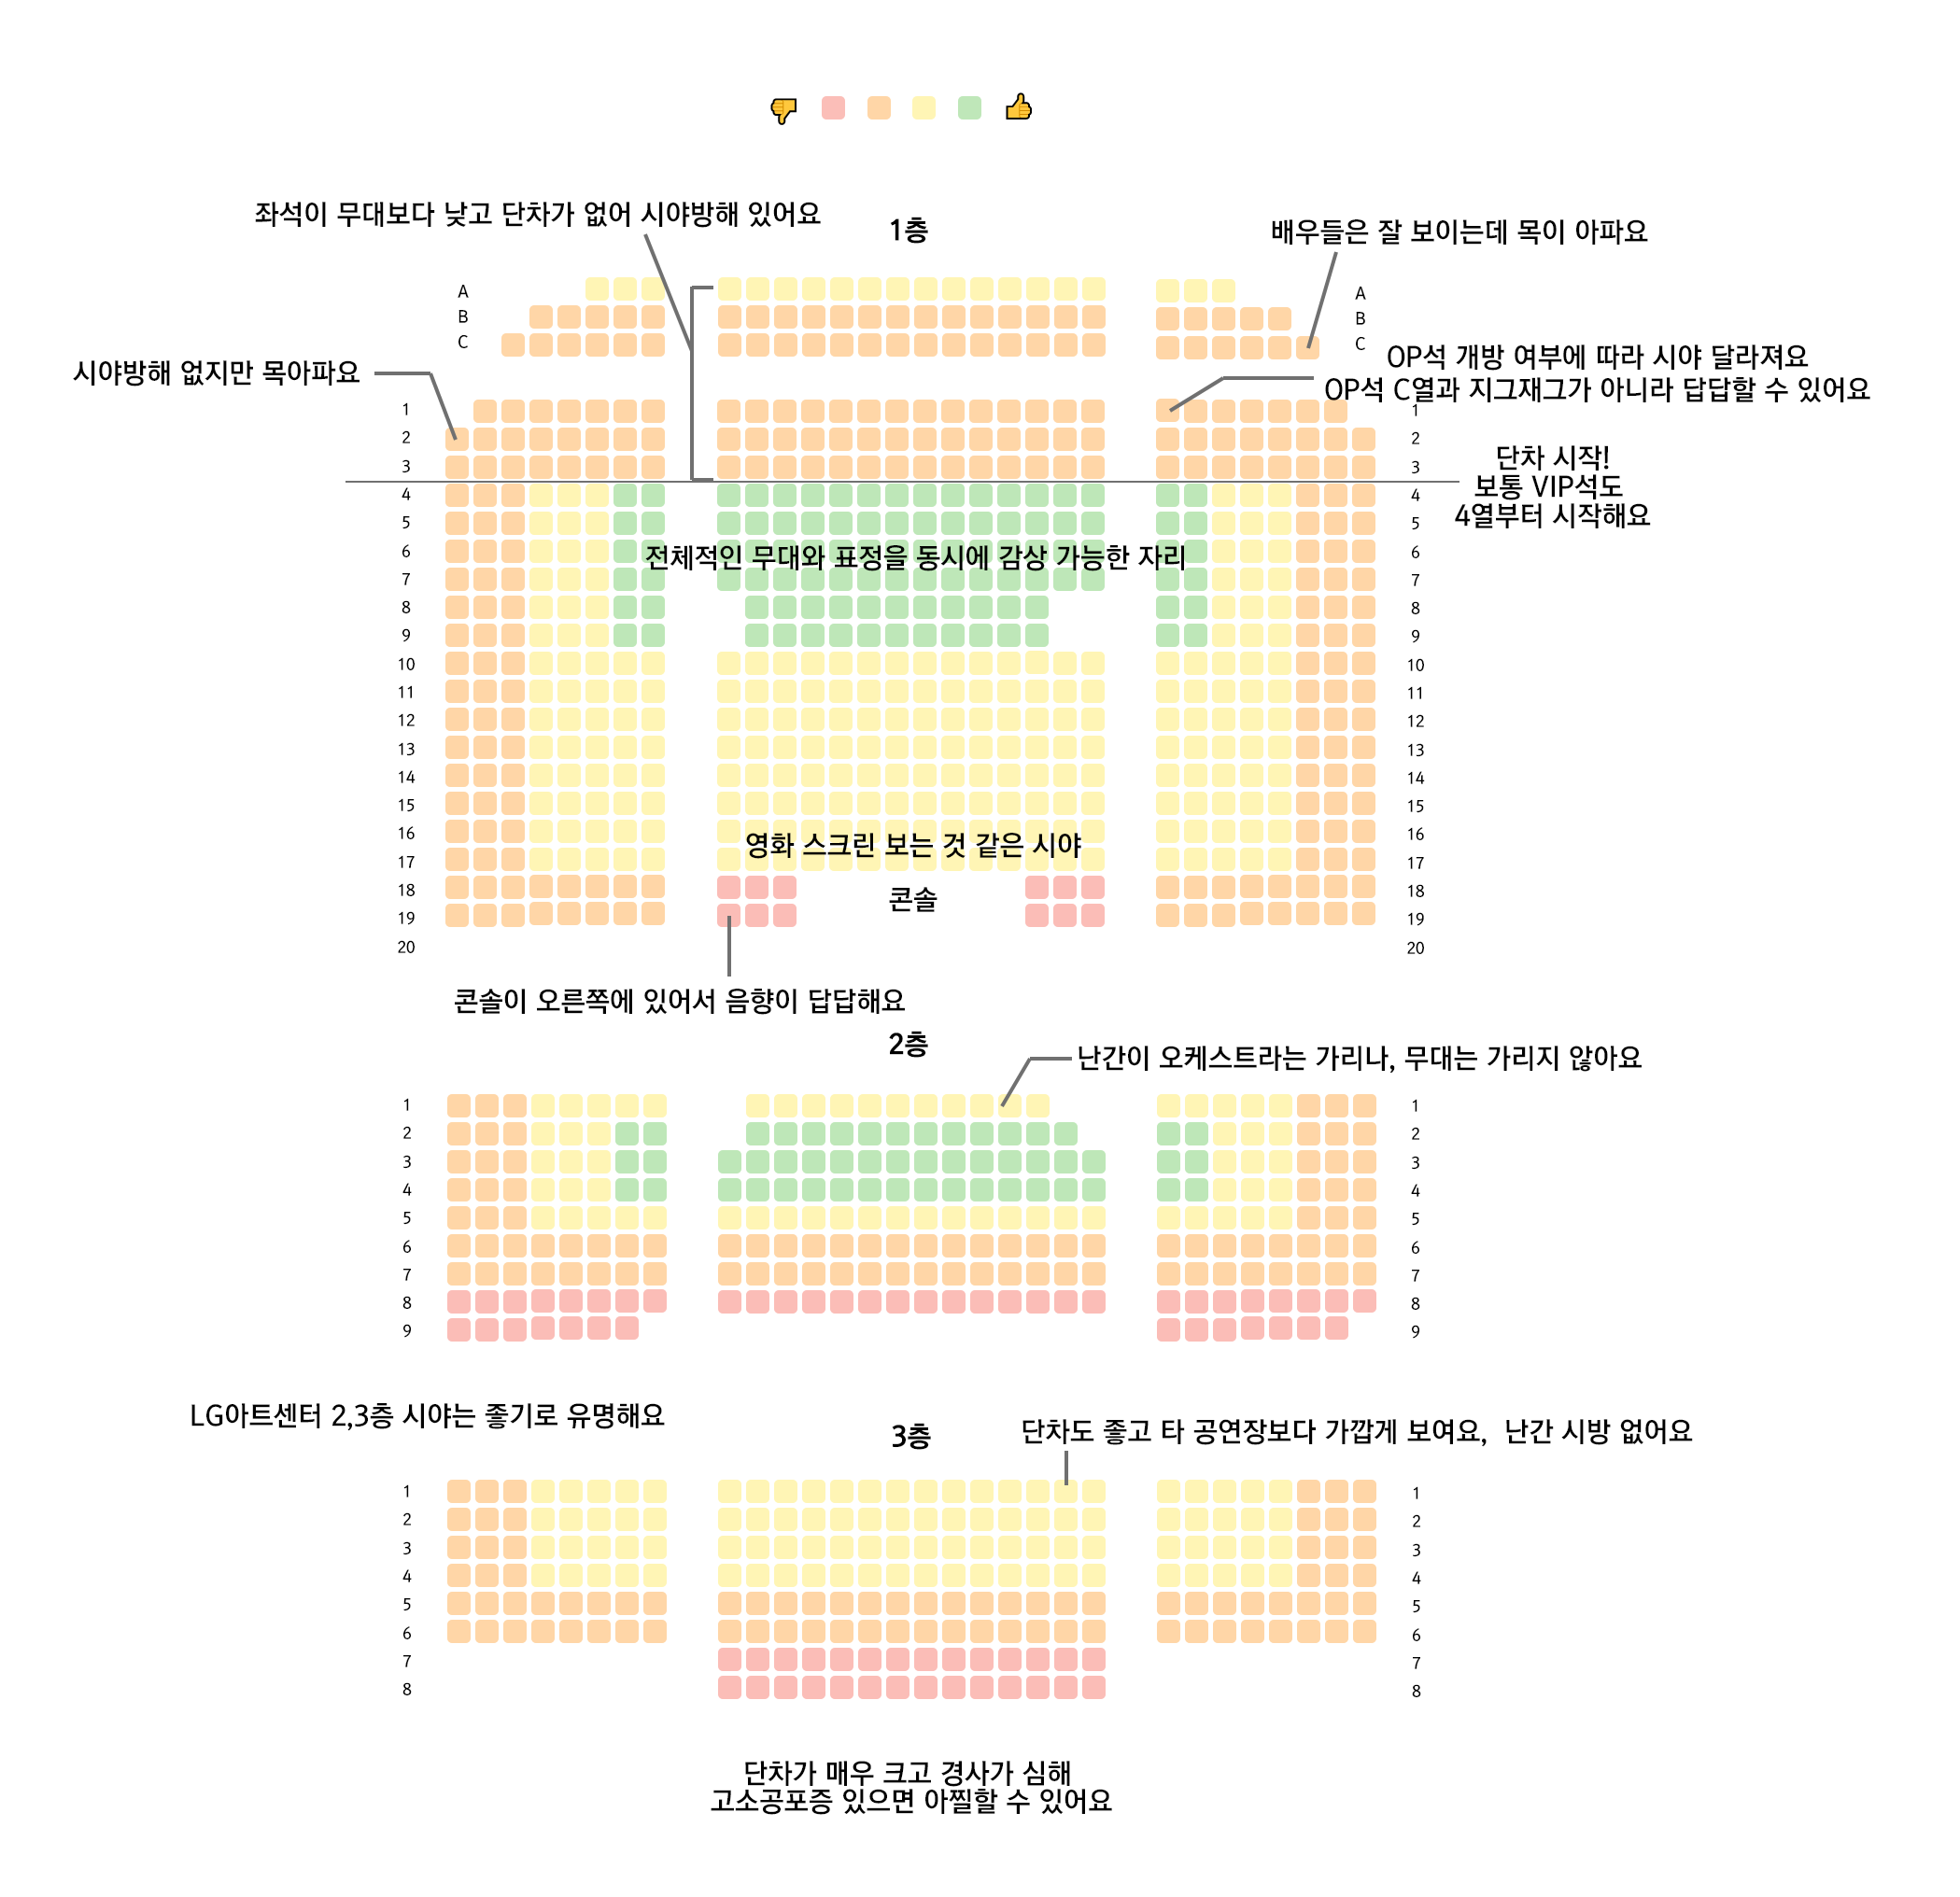 좌석이 무대보다 낮고 단차가 없어 시야방해 있어요
1층
배우들은 잘 보이는데 목이 아파요
A
B
C
A
B
C
시야방해 없지만 목아파요
OP석 개방 여부에 따라 시야 달라져요
OP석 C열과 지그재그가 아니라 답답할 수 있어요
1
2
3
4
5
6
7
8
9
10
11
12
13
14
15
16
17
18
19
20
1
2
3
4
5
6
7
8
9
10
11
12
13
14
15
16
17
18
19
20
단차 시작!
보통 VIP석도
4열부터 시작해요
전체적인 무대와 표정을 동시에 감상 가능한 자리
영화 스크린 보는 것 같은 시야
콘솔
콘솔이 오른쪽에 있어서 음향이 답답해요
2층
난간이 오케스트라는 가리나, 무대는 가리지 않아요
1
2
3
4
5
6
7
8
9
1
2
3
4
5
6
7
8
9
LG아트센터 2,3층 시야는 좋기로 유명해요
3층
단차도 좋고 타 공연장보다 가깝게 보여요, 난간 시방 없어요
1
2
3
4
5
6
7
8
1
2
3
4
5
6
7
8
단차가 매우 크고 경사가 심해
고소공포증 있으면 아찔할 수 있어요